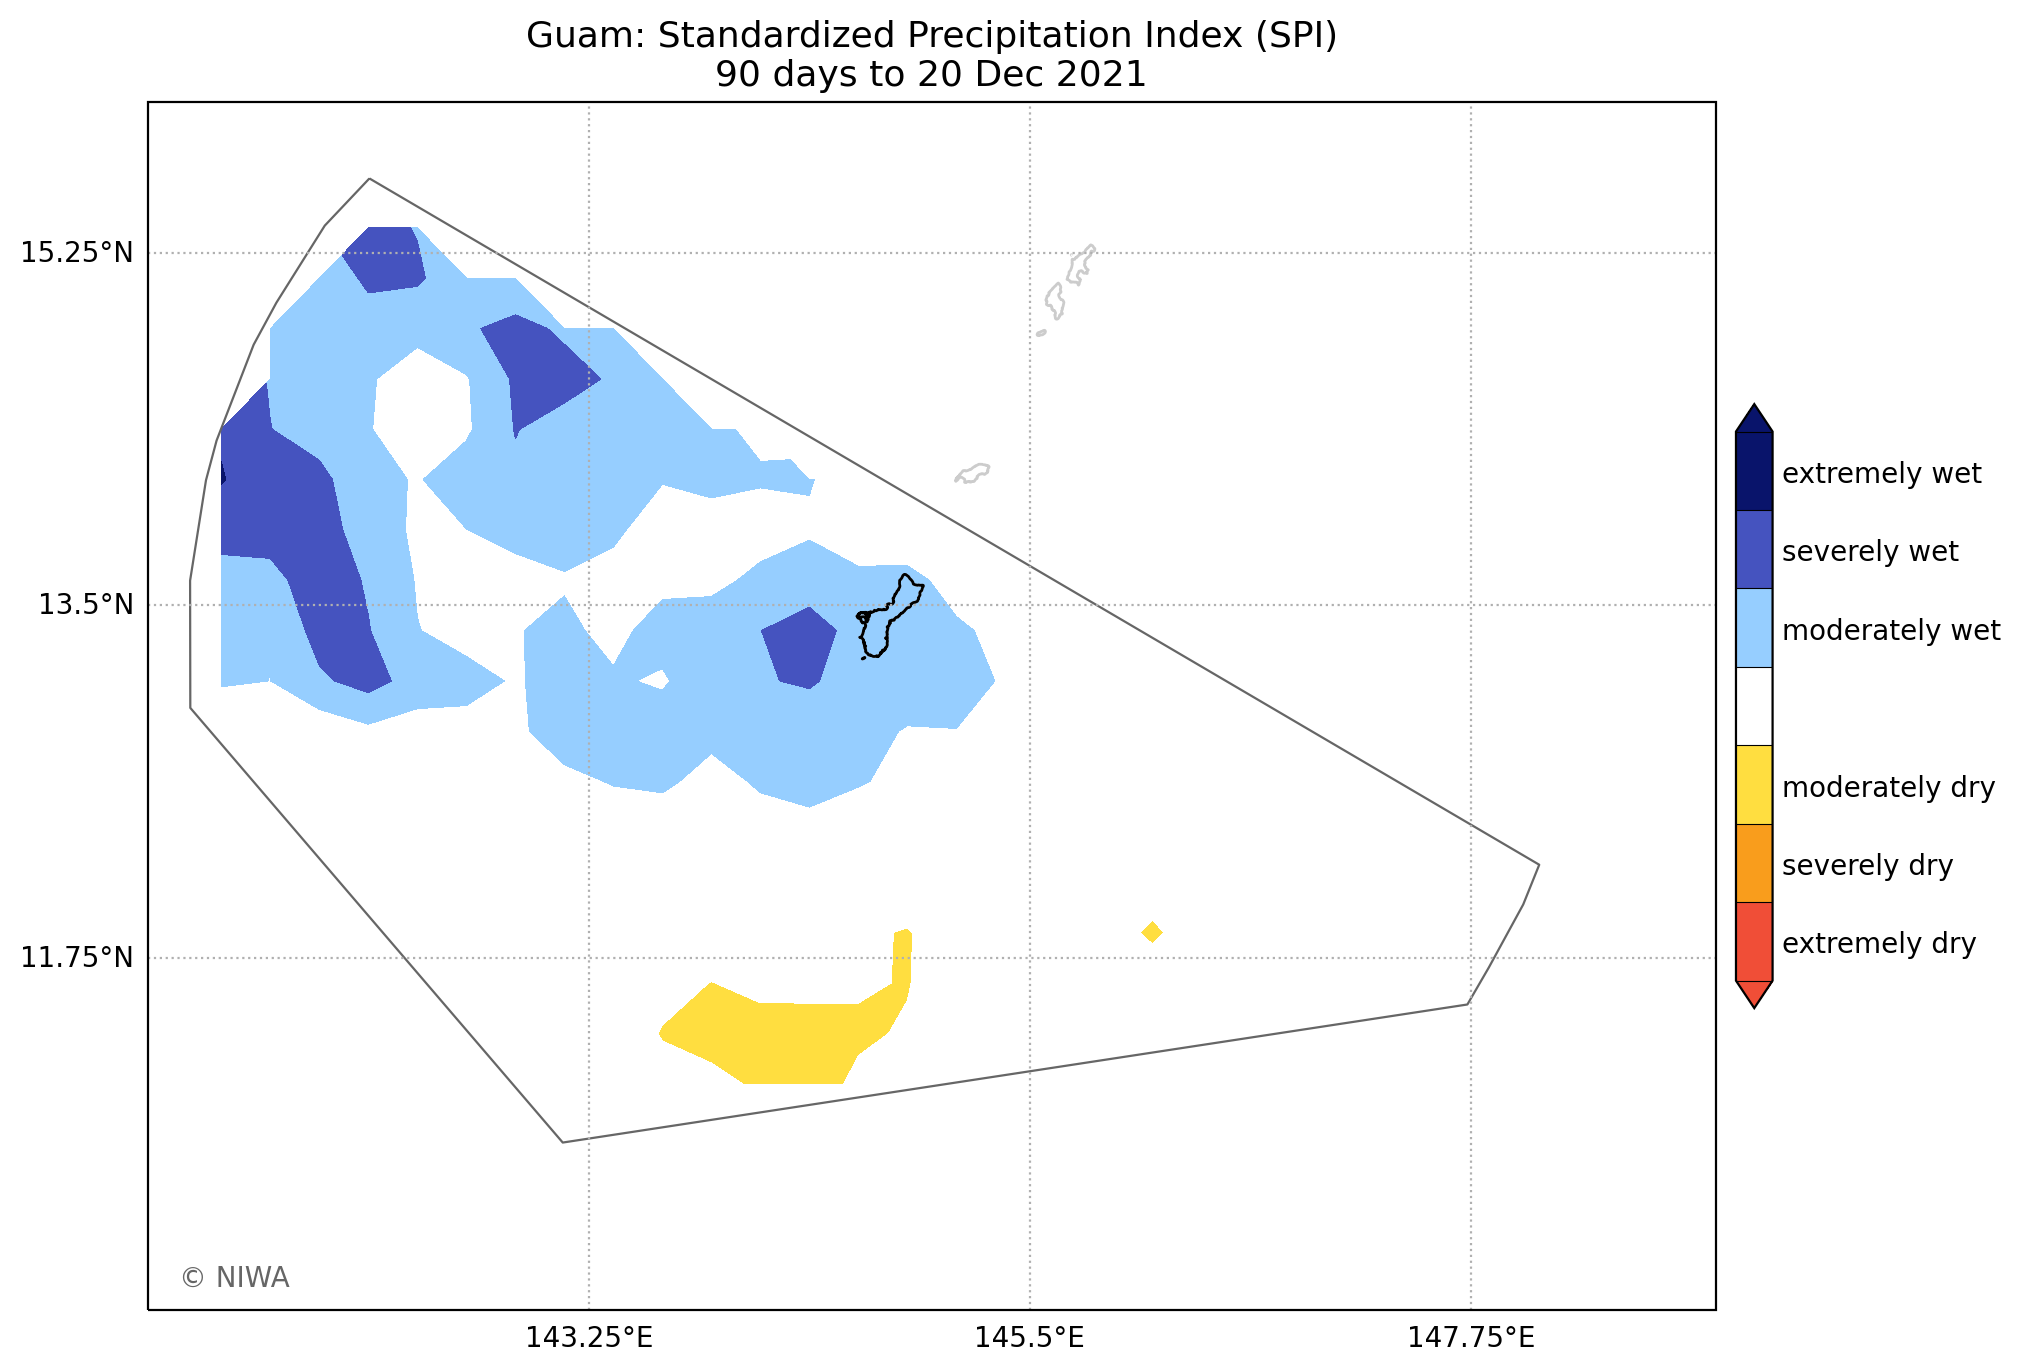 Guam: Standardized Precipitation Index (SPI)
90 days to 20 Dec 2021
15.25°N
13.5°N
11.75°N
143.25°E
145.5°E
147.75°E
extremely wet
severely wet
moderately wet
moderately dry
severely dry
extremely dry
© NIWA